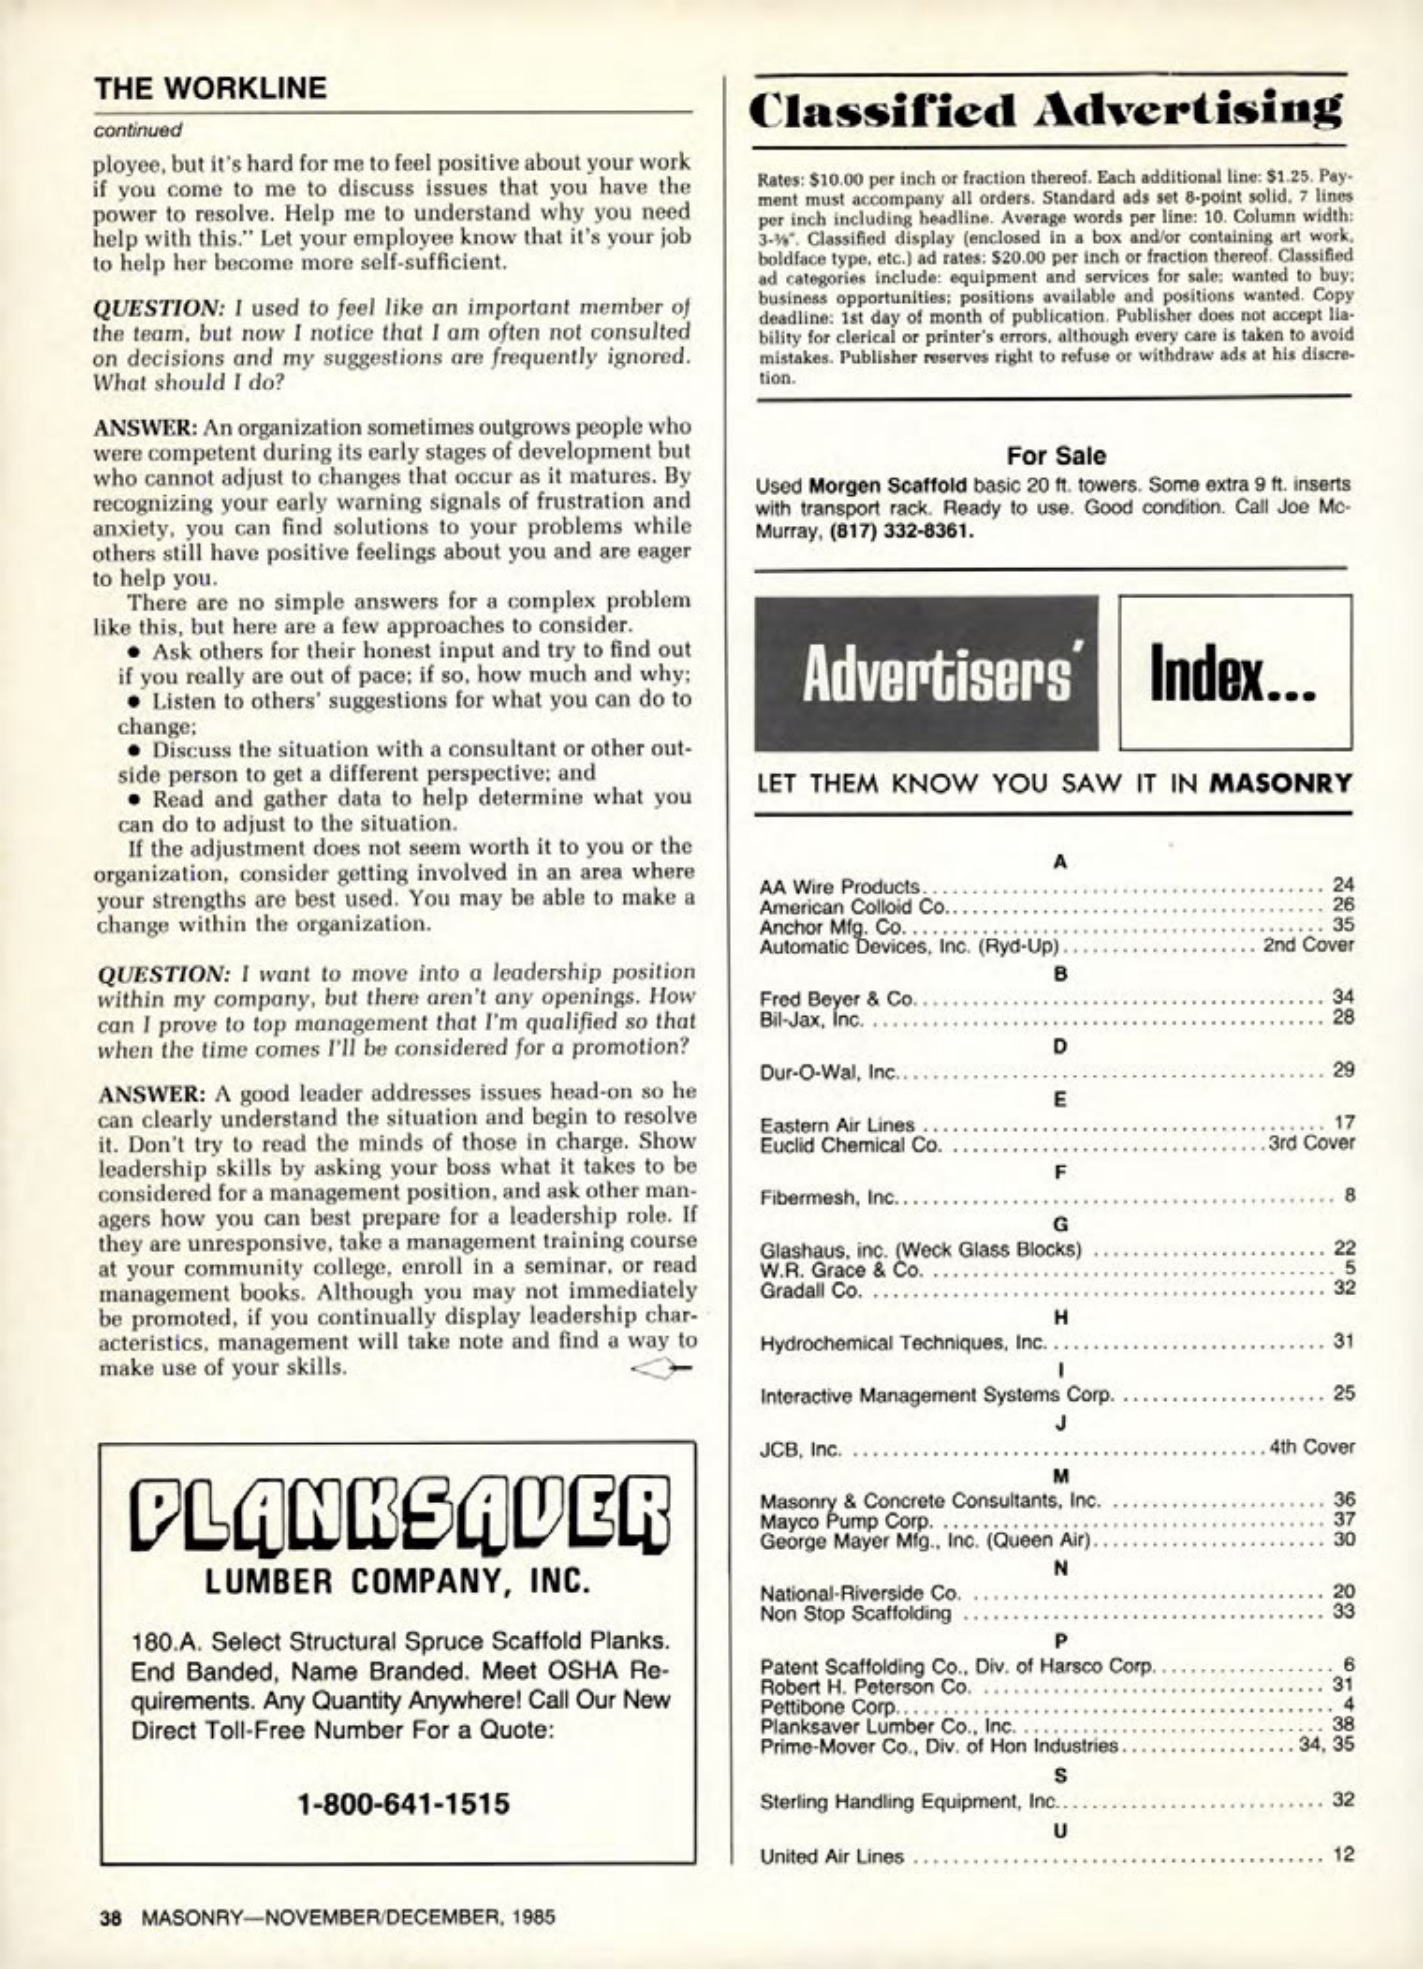 THE WORKLINE
continued
ployee, but it's hard for me to feel positive about your work
if you come to me to discuss issues that you have the
power to resolve. Help me to understand why you need
help with this." Let your employee know that it's your job
to help her become more self-sufficient.
QUESTION: I used to feel like an important member of
the team, but now I notice that I am often not consulted
on decisions and my suggestions are frequently ignored.
What should I do?
ANSWER: An organization sometimes outgrows people who
were competent during its early stages of development but
who cannot adjust to changes that occur as it matures. By
recognizing your early warning signals of frustration and
anxiety, you can find solutions to your problems while
others still have positive feelings about you and are eager
to help you.
There are no simple answers for a complex problem
like this, but here are a few approaches to consider.
● Ask others for their honest input and try to find out
if you really are out of pace; if so, how much and why;
● Listen to others' suggestions for what you can do to
change;
● Discuss the situation with a consultant or other out-
side person to get a different perspective; and
● Read and gather data to help determine what you
can do to adjust to the situation.
If the adjustment does not seem worth it to you or the
organization, consider getting involved in an area where
your strengths are best used. You may be able to make a
change within the organization.
QUESTION: I want to move into a leadership position
within my company, but there aren't any openings. How
can I prove to top management that I'm qualified so that
when the time comes I'll be considered for a promotion?
ANSWER: A good leader addresses issues head-on so he
can clearly understand the situation and begin to resolve
it. Don't try to read the minds of those in charge. Show
leadership skills by asking your boss what it takes to be
considered for a management position, and ask other man-
agers how you can best prepare for a leadership role. If
they are unresponsive, take a management training course
at your community college, enroll in a seminar, or read
management books. Although you may not immediately
be promoted, if you continually display leadership char-
acteristics, management will take note and find a way to
make use of your skills.
PLANKSAVER
LUMBER COMPANY, INC.
180.A. Select Structural Spruce Scaffold Planks.
End Banded, Name Branded. Meet OSHA Re-
quirements. Any Quantity Anywhere! Call Our New
Direct Toll-Free Number For a Quote:
1-800-641-1515
Classified Advertising
Rates: $10.00 per inch or fraction thereof. Each additional line: $1.25. Pay-
ment must accompany all orders. Standard ads set 8-point solid, 7 lines
per inch including headline. Average words per line: 10. Column width:
Classified display (enclosed in a box and/or containing art work,
boldface type, etc.) ad rates: $20.00 per inch or fraction thereof. Classified
ad categories include: equipment and services for sale; wanted to buy;
business opportunities; positions available and positions wanted. Copy
deadline: 1st day of month of publication. Publisher does not accept lia-
bility for clerical or printer's errors, although every care is taken to avoid
mistakes. Publisher reserves right to refuse or withdraw ads at his discre-
tion.
For Sale
Used Morgen Scaffold basic 20 ft. towers. Some extra 9 ft. inserts
with transport rack. Ready to use. Good condition. Call Joe Mc-
Murray, (817) 332-8361.
Advertisers' Index...
LET THEM KNOW YOU SAW IT IN MASONRY
A
AA Wire Products 24
American Colloid Co. 26
Anchor Mfg. Co. 35
Automatic Devices, Inc. (Ryd-Up) 2nd Cover
B
Fred Beyer & Co. 34
Bil-Jax, Inc. 28
D
Dur-O-Wal, Inc. 29
E
Eastern Air Lines 17
Euclid Chemical Co. 3rd Cover
F
Fibermesh, Inc. 8
G
Glashaus, inc. (Weck Glass Blocks) 22
W.R. Grace & Co. 5
Gradall Co. 32
H
Hydrochemical Techniques, Inc. 31
I
Interactive Management Systems Corp. 25
J
JCB, Inc. 4th Cover
M
Masonry & Concrete Consultants, Inc. 36
Mayco Pump Corp. 37
George Mayer Mfg., Inc. (Queen Air) 30
N
National-Riverside Co. 20
Non Stop Scaffolding 33
P
Patent Scaffolding Co., Div. of Harsco Corp. 6
Robert H. Peterson Co. 31
Pettibone Corp. 4
Planksaver Lumber Co., Inc. 38
Prime-Mover Co., Div. of Hon Industries 34, 35
S
Sterling Handling Equipment, Inc. 32
U
United Air Lines 12
38 MASONRY—NOVEMBER/DECEMBER, 1985